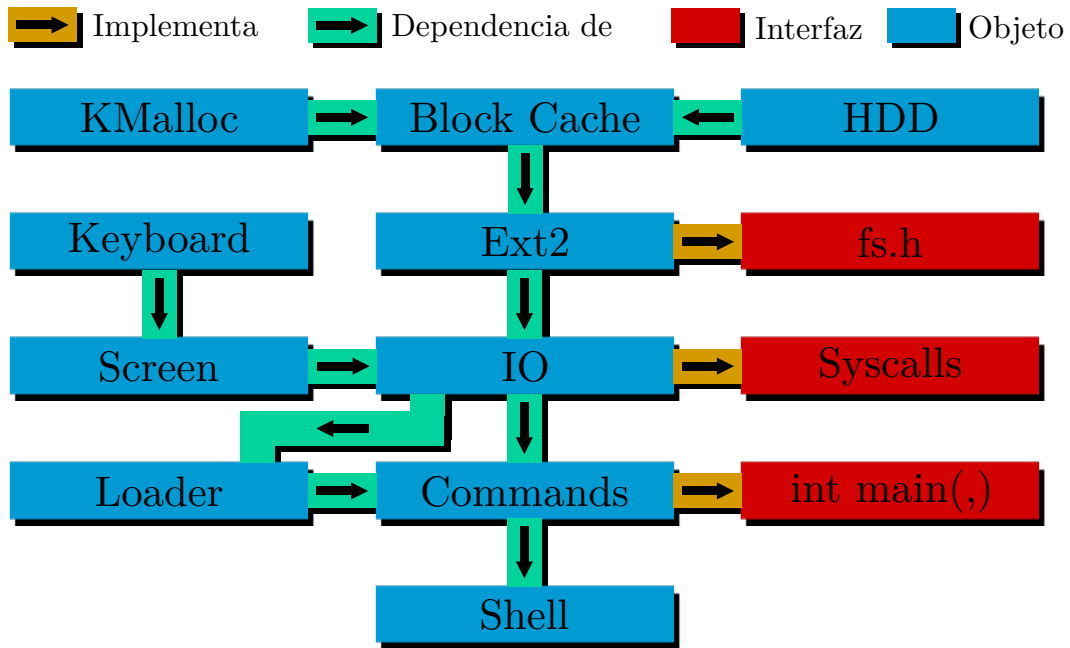 Implementa Dependencia de Interfaz Objeto
KMalloc Block Cache HDD
Keyboard Ext2 fs.h
Screen IO Syscalls
Loader Commands int main(,)
Shell